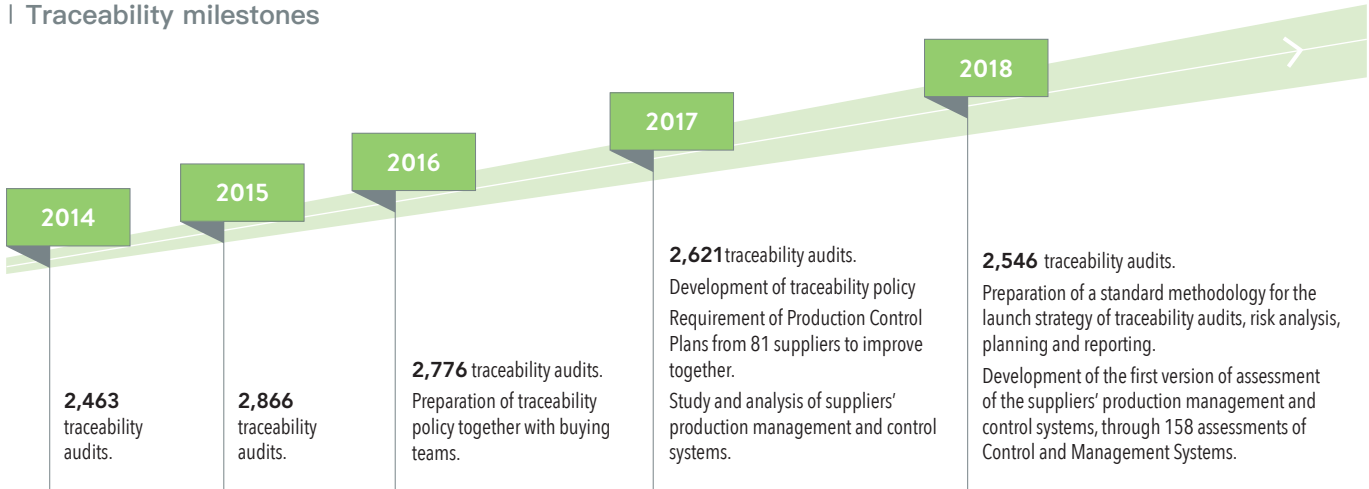 | Traceability milestones
2014
2,463
traceability
audits.
2015
2,866
traceability
audits.
2016
2,776 traceability audits.
Preparation of traceability
policy together with buying
teams.
2017
2,621traceability audits.
Development of traceability policy
Requirement of Production Control
Plans from 81 suppliers to improve
together.
Study and analysis of suppliers’
production management and control
systems.
2018
2,546 traceability audits.
Preparation of a standard methodology for the
launch strategy of traceability audits, risk analysis,
planning and reporting.
Development of the first version of assessment
of the suppliers’ production management and
control systems, through 158 assessments of
Control and Management Systems.